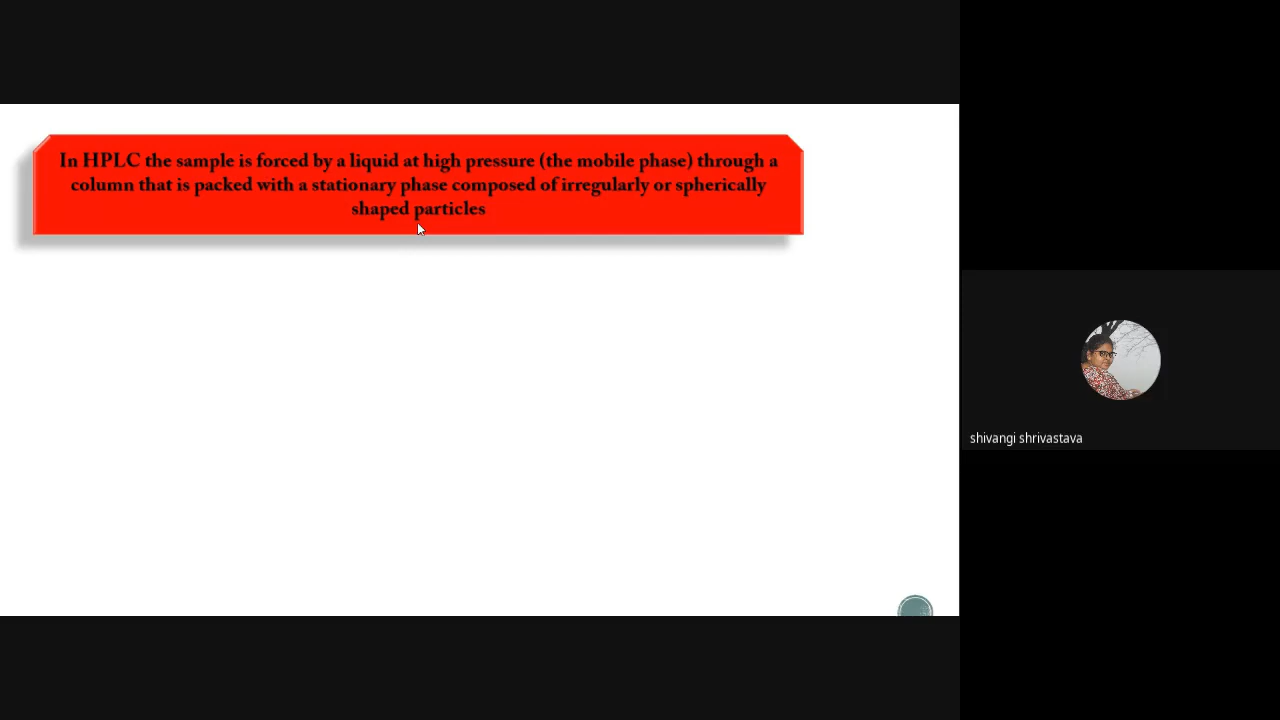 In HPLC the sample is forced by a liquid at high pressure (the mobile phase) through a
column that is packed with a stationary phase composed of irregularly or spherically
shaped particles
shivangi shrivastava